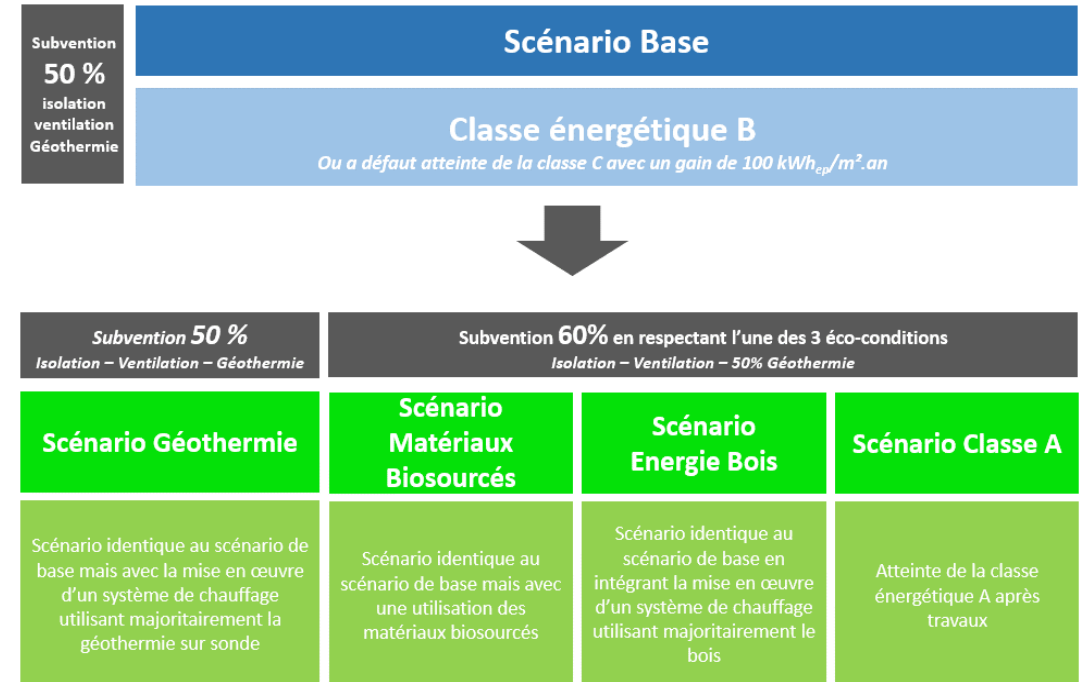 Subvention
50 %
isolation
ventilation
Géothermie
Scénario Base
Classe énergétique B
Ou a défaut atteinte de la classe C avec un gain de 100 kWhep/m².an
Subvention 50 %
Isolation – Ventilation – Géothermie
Subvention 60% en respectant l'une des 3 éco-conditions
Isolation – Ventilation – 50% Géothermie
Scénario Géothermie
Scénario
Matériaux
Biosourcés
Scénario
Energie Bois
Scénario Classe A
Scénario identique au scénario de
base mais avec la mise en œuvre
d'un système de chauffage
utilisant majoritairement la
géothermie sur sonde
Scénario identique au
scénario de base mais avec
une utilisation des
matériaux biosourcés
Scénario identique au
scénario de base en
intégrant la mise en œuvre
d'un système de chauffage
utilisant majoritairement le
bois
Atteinte de la classe
énergétique A après
travaux